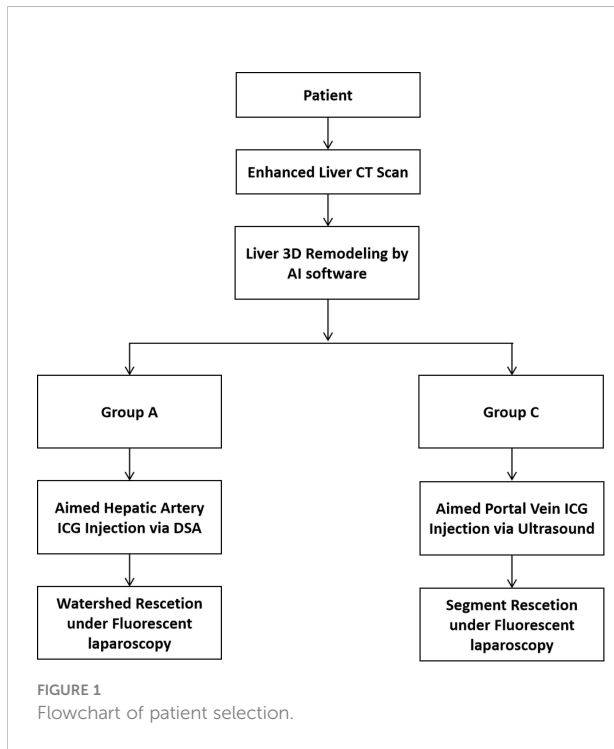 Patient
Enhanced Liver CT Scan
Liver 3D Remodeling by
AI software
Group A
Group C
Aimed Hepatic Artery
ICG Injection via DSA
Aimed Portal Vein ICG
Injection via Ultrasound
Watershed Rescetion
under Fluorescent
laparoscopy
Segment Rescetion
under Fluorescent
laparoscopy
FIGURE 1
Flowchart of patient selection.